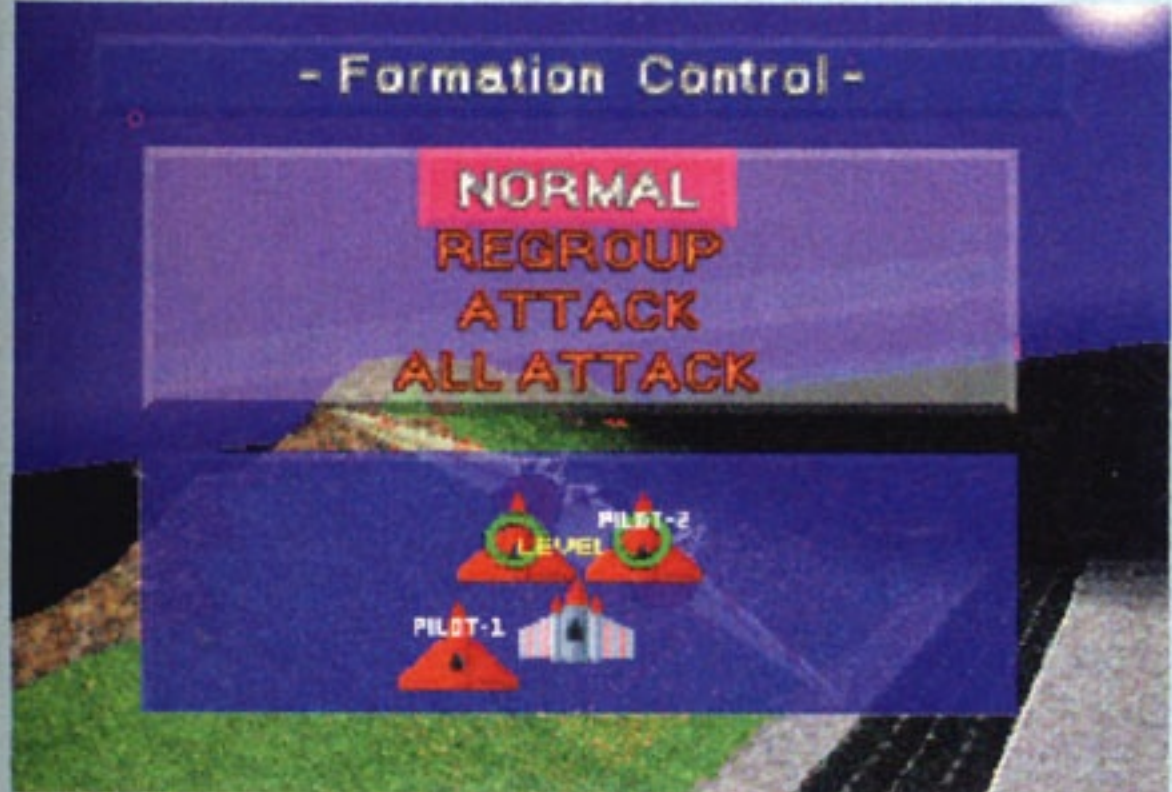 - Formation Control -
NORMAL
REGROUP
ATTACK
ALL ATTACK
PILOT-2
LEVEL
PILOT-1